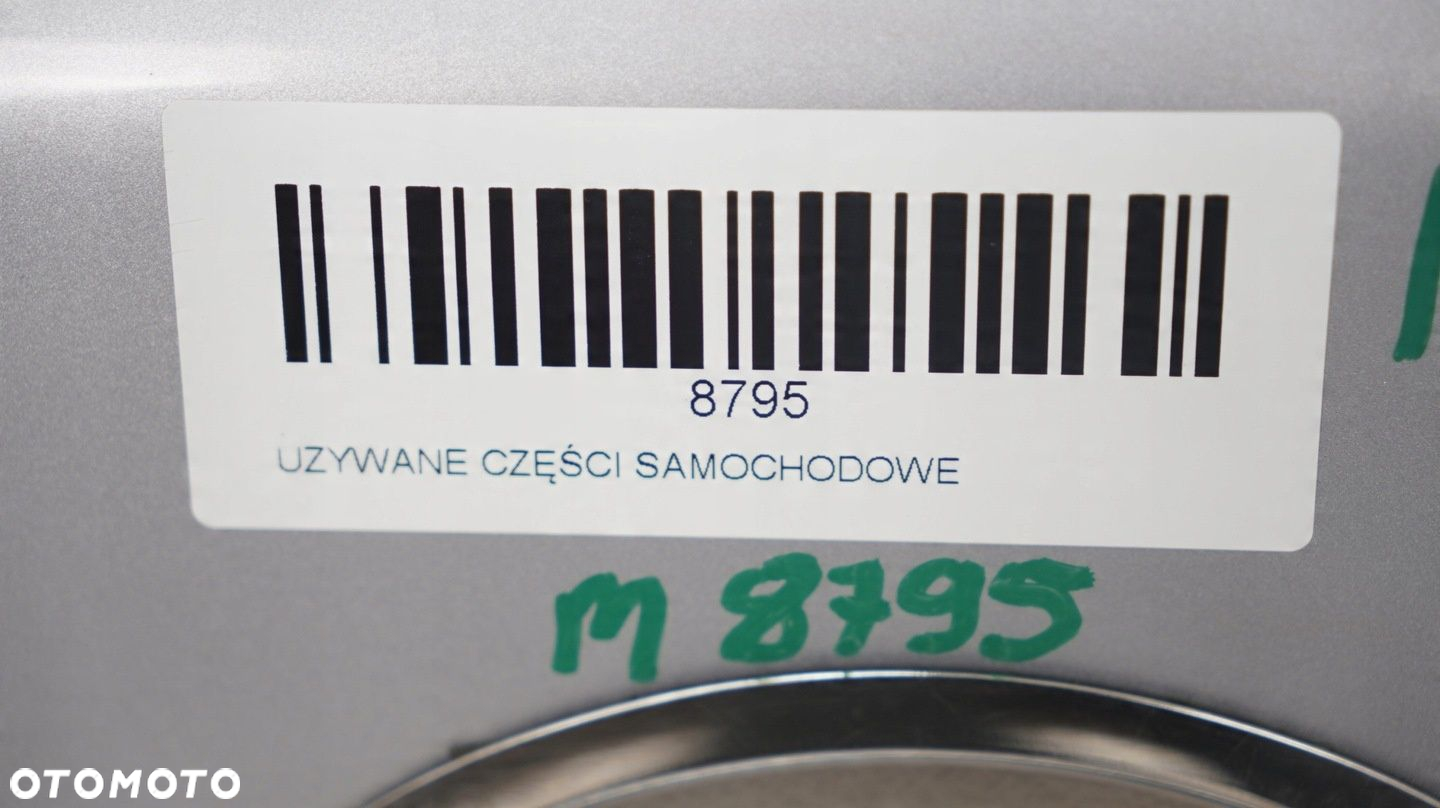 8795
UZYWANE CZĘŚCI SAMOCHODOWE
M 8795
OTOMOTO